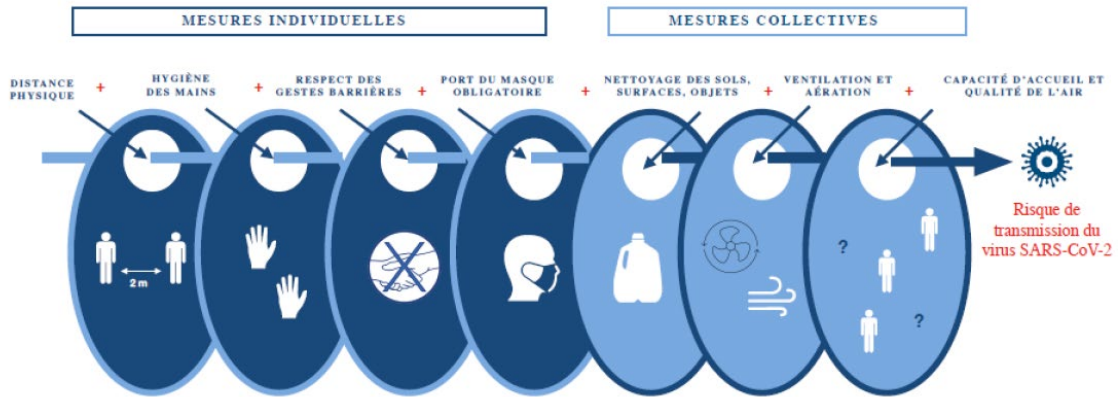 MESURES INDIVIDUELLES
MESURES COLLECTIVES
DISTANCE
PHYSIQUE
+
HYGIÈNE
DES MAINS
+
RESPECT DES
GESTES BARRIÈRES
+
PORT DU MASQUE
OBLIGATOIRE
+
NETTOYAGE DES SOLS,
SURFACES, OBJETS
+
VENTILATION ET
AÉRATION
+
CAPACITÉ D'ACCUEIL ET
QUALITÉ DE L'AIR
2 m
?
?
Risque de
transmission du
virus SARS-CoV-2